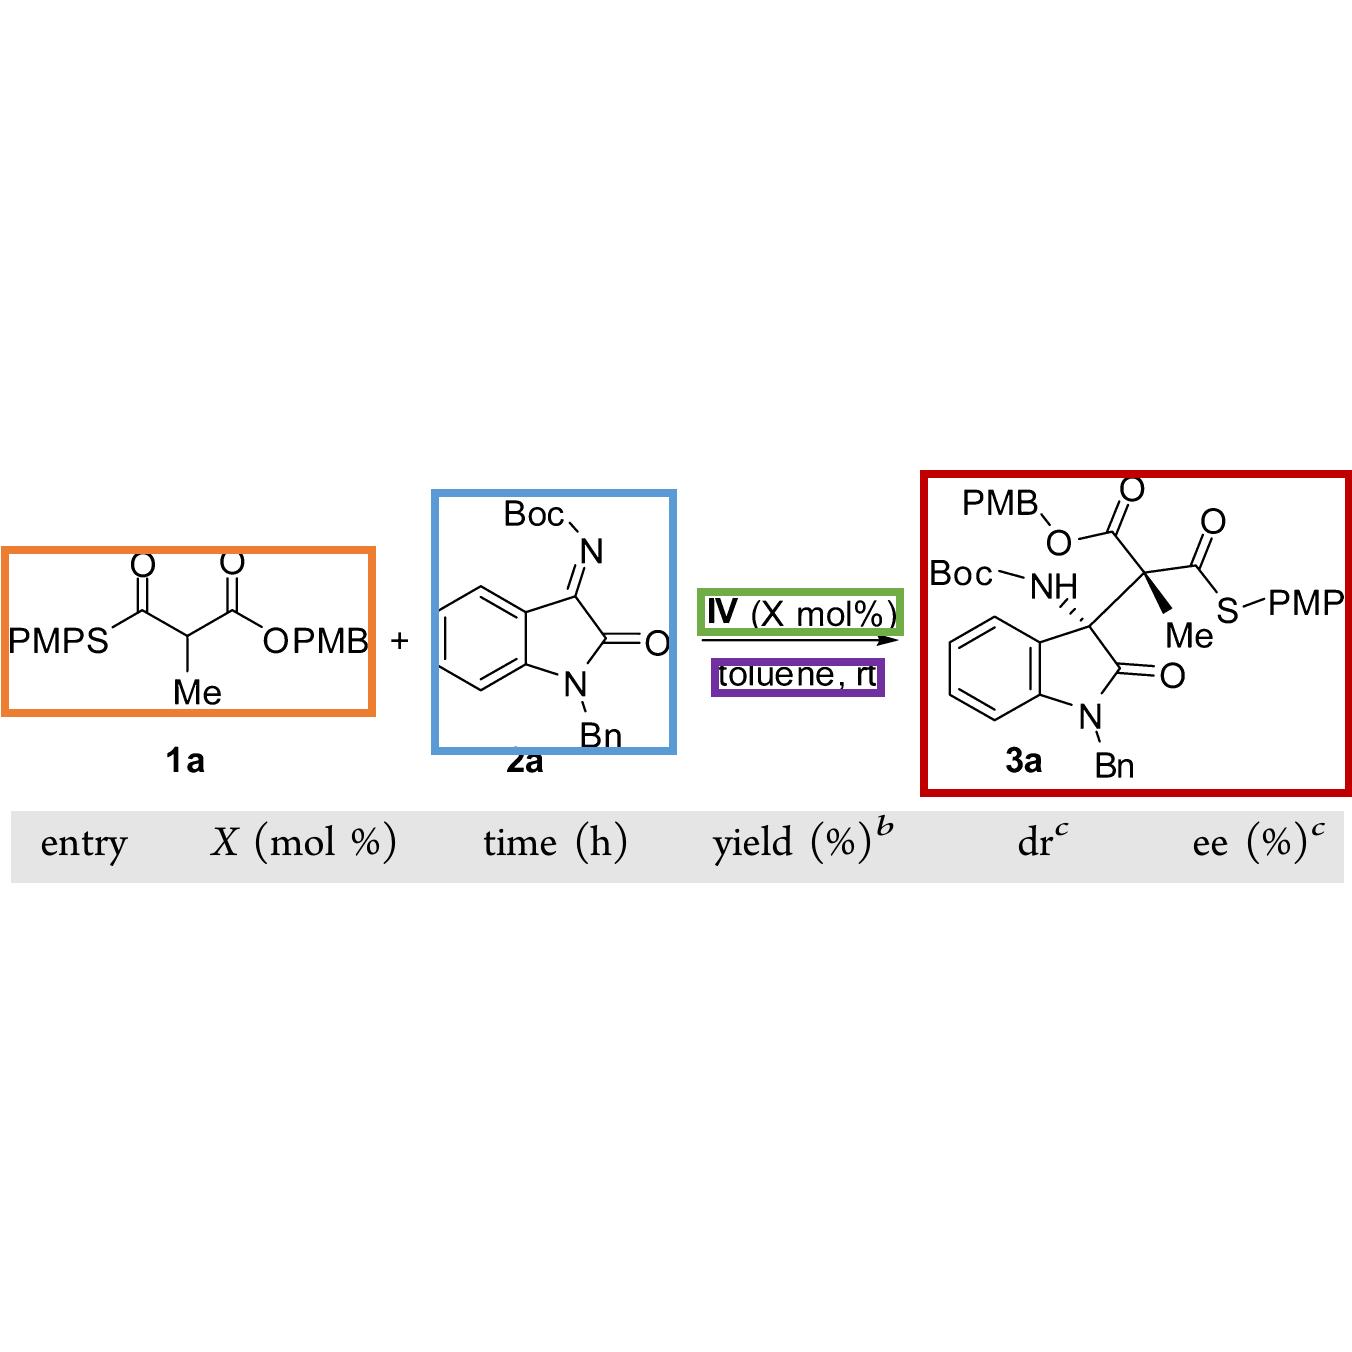 O O
PMPS OPMB
Me
1a
+
Boc
N
O
N
Bn
2a
IV (X mol%)
toluene, rt
PMB O
O O
Boc NH
S PMP
Me
O
N
3a Bn
entry X (mol %) time (h) yield (%)b drc ee (%)c